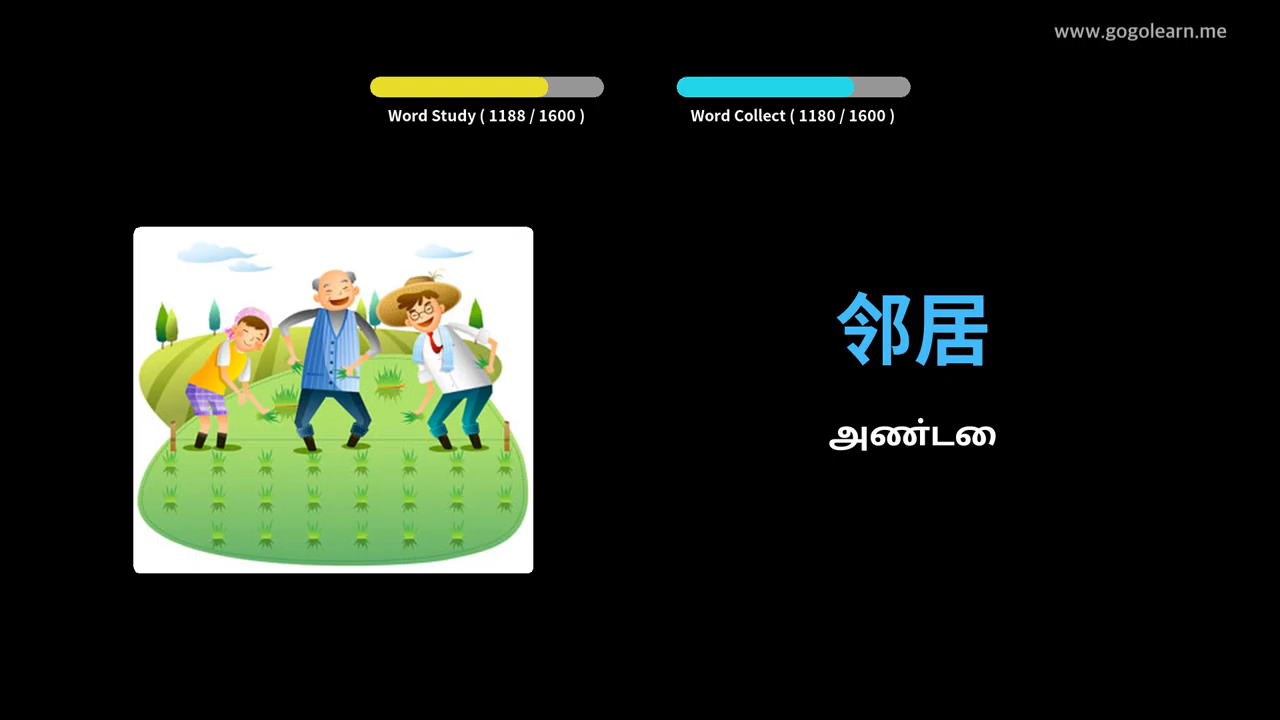 www.gogolearn.me
Word Study ( 1188 / 1600 )
Word Collect ( 1180 / 1600 )
邻居
அண்டை